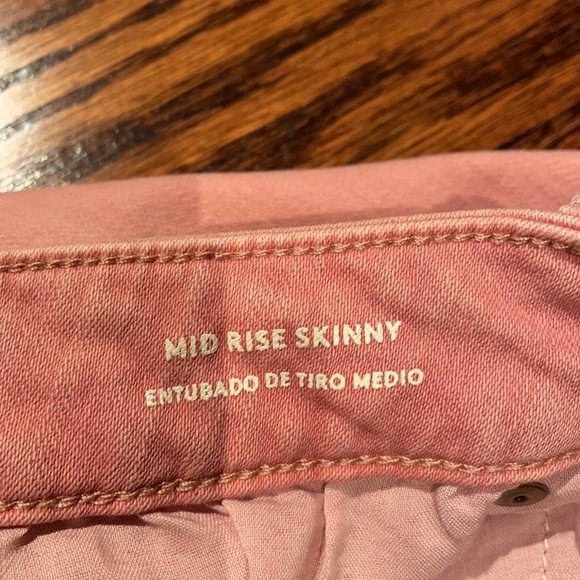 MID RISE SKINNY
ENTUBADO DE TIRO MEDIO